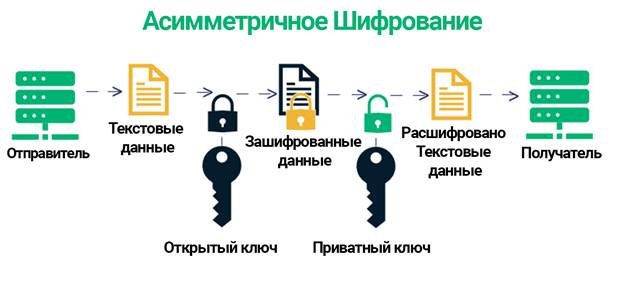 Асимметричное Шифрование
Отправитель
Текстовые
данные
Зашифрованные
данные
Расшифровано
Текстовые
данные
Получатель
Открытый ключ
Приватный ключ